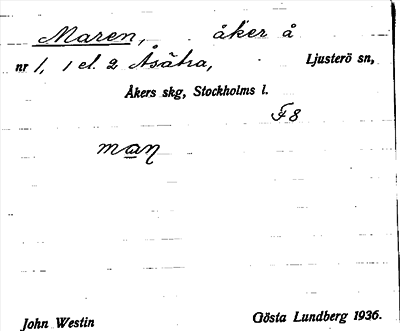 Maren, åker å
nr 1, 1 el. 2 Åsätra, Ljusterö sn,
Åkers skg, Stockholms l.
F8
man
John Westin Gösta Lundberg 1936.